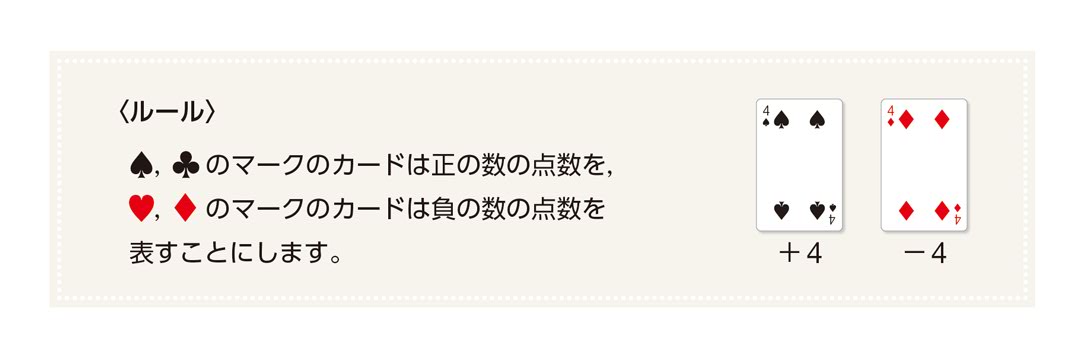 〈ルール〉
♠, ♣のマークのカードは正の数の点数を,
♥, ♦のマークのカードは負の数の点数を
表すことにします。
4 4
4 4
+4 −4